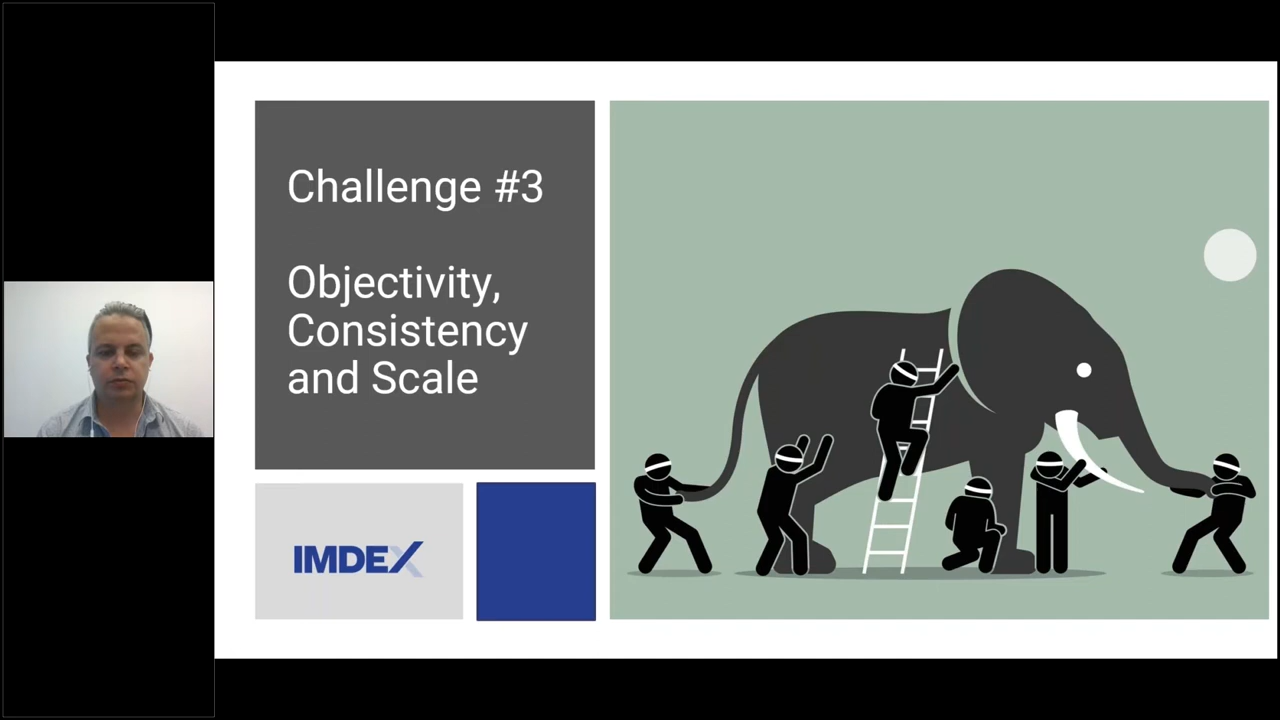 Challenge #3
Objectivity,
Consistency
and Scale
IMDEX